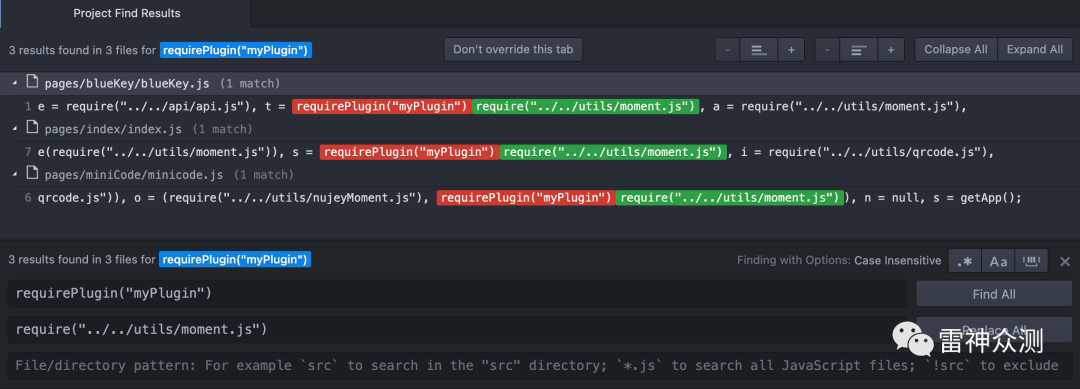 Project Find Results
3 results found in 3 files for requirePlugin("myPlugin") Don't override this tab - + - + Collapse All Expand All
pages/blueKey/blueKey.js (1 match)
1 e = require("../../api/api.js"), t = requirePlugin("myPlugin")require("../../utils/moment.js"), a = require("../../utils/moment.js"),
pages/index/index.js (1 match)
7 e(require("../../utils/moment.js")), s = requirePlugin("myPlugin")require("../../utils/moment.js"), i = require("../../utils/qrcode.js"),
pages/miniCode/minicode.js (1 match)
6 qrcode.js")), o = (require("../../utils/nujeyMoment.js"), requirePlugin("myPlugin")require("../../utils/moment.js")), n = null, s = getApp();
3 results found in 3 files for requirePlugin("myPlugin") Finding with Options: Case Insensitive .* Aa
requirePlugin("myPlugin") Find All
require("../../utils/moment.js") Replace All
雷神众测
File/directory pattern: For example `src` to search in the "src" directory; `*.js` to search all JavaScript files; `!src` to exclude